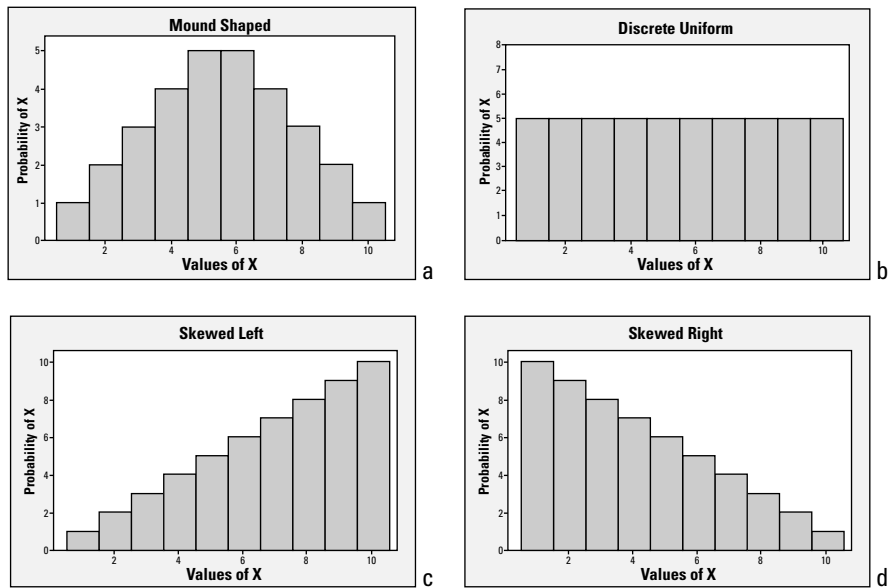 Mound Shaped
5
4
3
2
1
0
Probability of X
2 4 6 8 10
Values of X
a
Discrete Uniform
8
7
6
5
4
3
2
1
0
Probability of X
2 4 6 8 10
Values of X
b
Skewed Left
10
8
6
4
2
0
Probability of X
2 4 6 8 10
Values of X
c
Skewed Right
10
8
6
4
2
0
Probability of X
2 4 6 8 10
Values of X
d